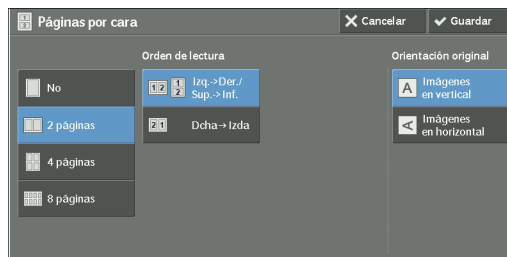 Páginas por cara
Cancelar
Guardar
Orden de lectura
Orientación original
No
2 páginas
4 páginas
8 páginas
Izq.->Der./
Sup.->Inf.
Dcha→Izda
Imágenes
en vertical
Imágenes
en horizontal